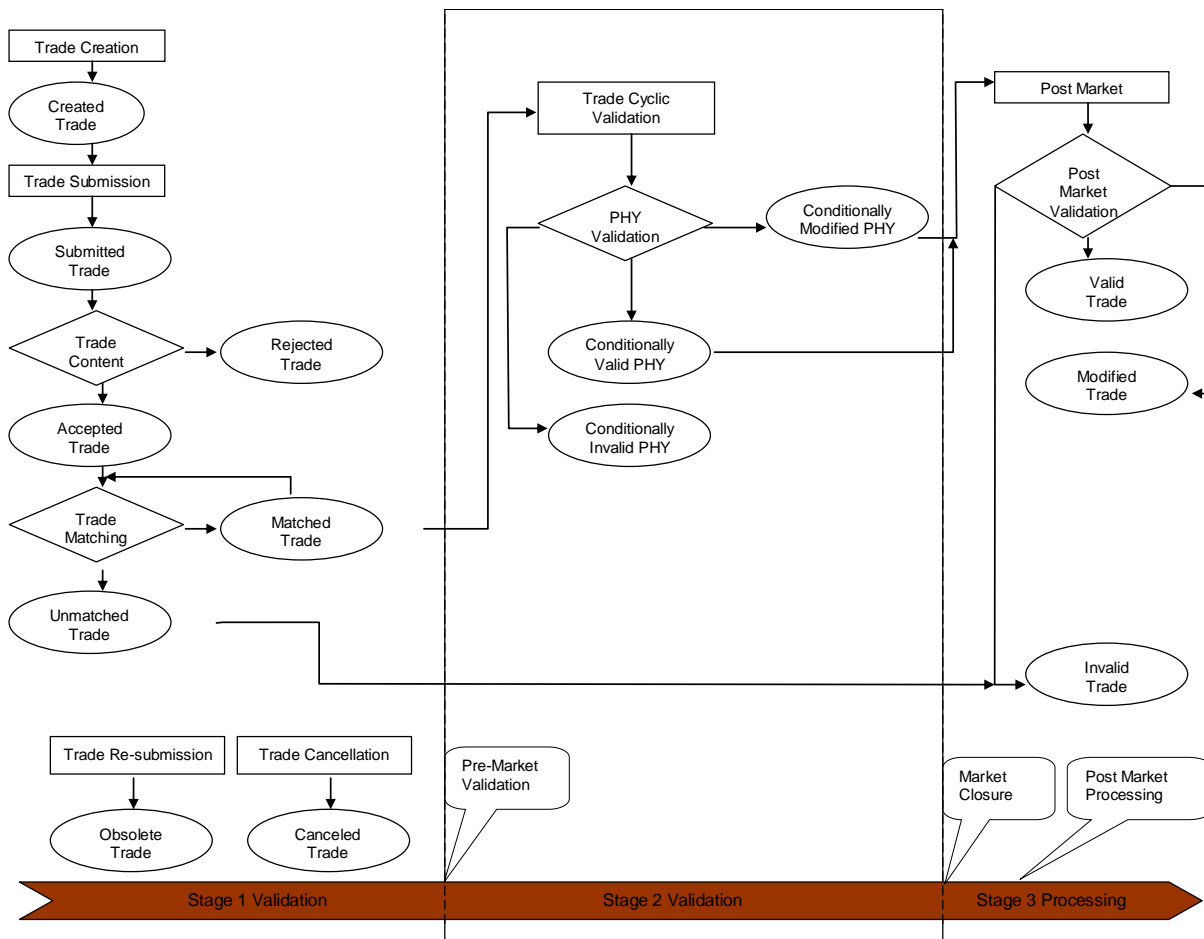 Trade Creation
Created
Trade
Trade Submission
Submitted
Trade
Trade
Content
Rejected
Trade
Accepted
Trade
Trade
Matching
Matched
Trade
Unmatched
Trade
Trade Re-submission
Obsolete
Trade
Trade Cancellation
Canceled
Trade
Trade Cyclic
Validation
PHY
Validation
Conditionally
Modified PHY
Conditionally
Valid PHY
Conditionally
Invalid PHY
Post Market
Post
Market
Validation
Valid
Trade
Modified
Trade
Invalid
Trade
Pre-Market
Validation
Market
Closure
Post Market
Processing
Stage 1 Validation
Stage 2 Validation
Stage 3 Processing